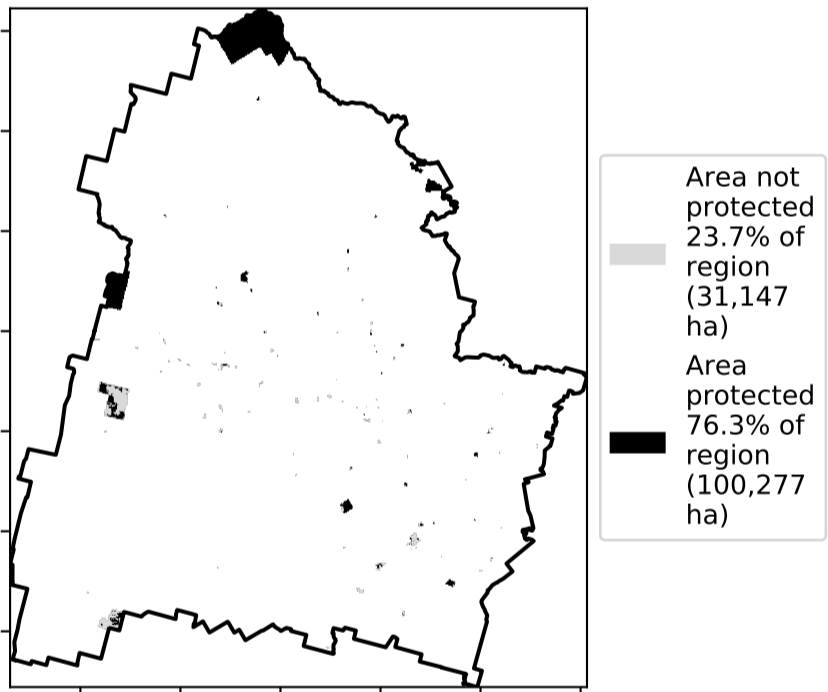 Area not
protected
23.7% of
region
(31,147
ha)
Area
protected
76.3% of
region
(100,277
ha)